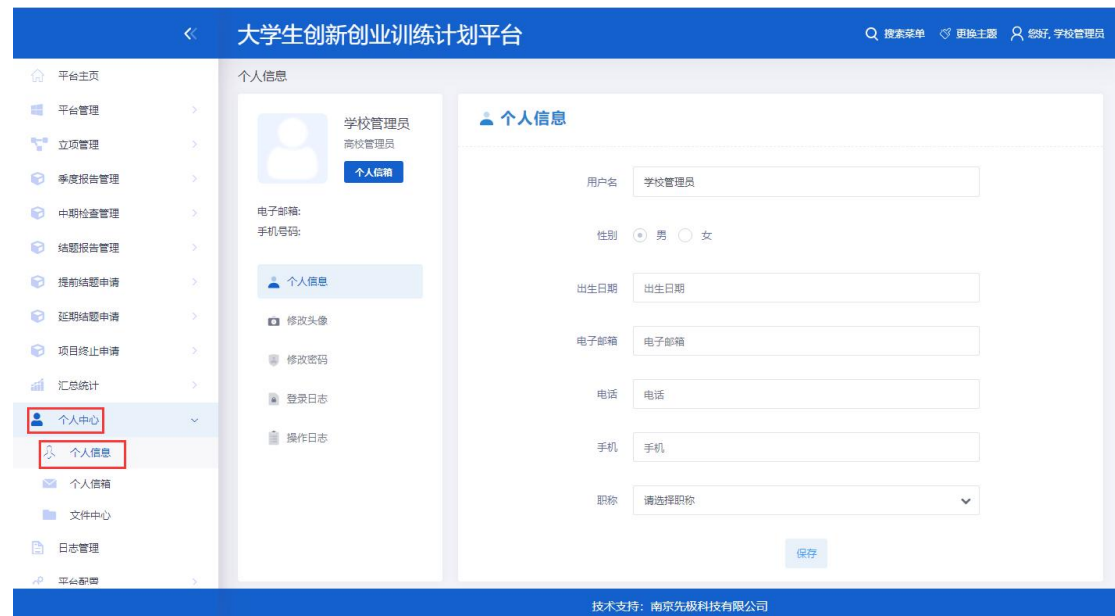 大学生创新创业训练计划平台
搜索菜单 更换主题 您好, 学校管理员
平台主页
平台管理
立项管理
季度报告管理
中期检查管理
结题报告管理
提前结题申请
延期结题申请
项目终止申请
汇总统计
个人中心
个人信息
个人信箱
文件中心
日志管理
平台配置
个人信息
学校管理员
高校管理员
个人信箱
电子邮箱:
手机号码:
个人信息
修改头像
修改密码
登录日志
操作日志
个人信息
用户名 学校管理员
性别 男 女
出生日期 出生日期
电子邮箱 电子邮箱
电话 电话
手机 手机
职称 请选择职称
保存
技术支持：南京先极科技有限公司